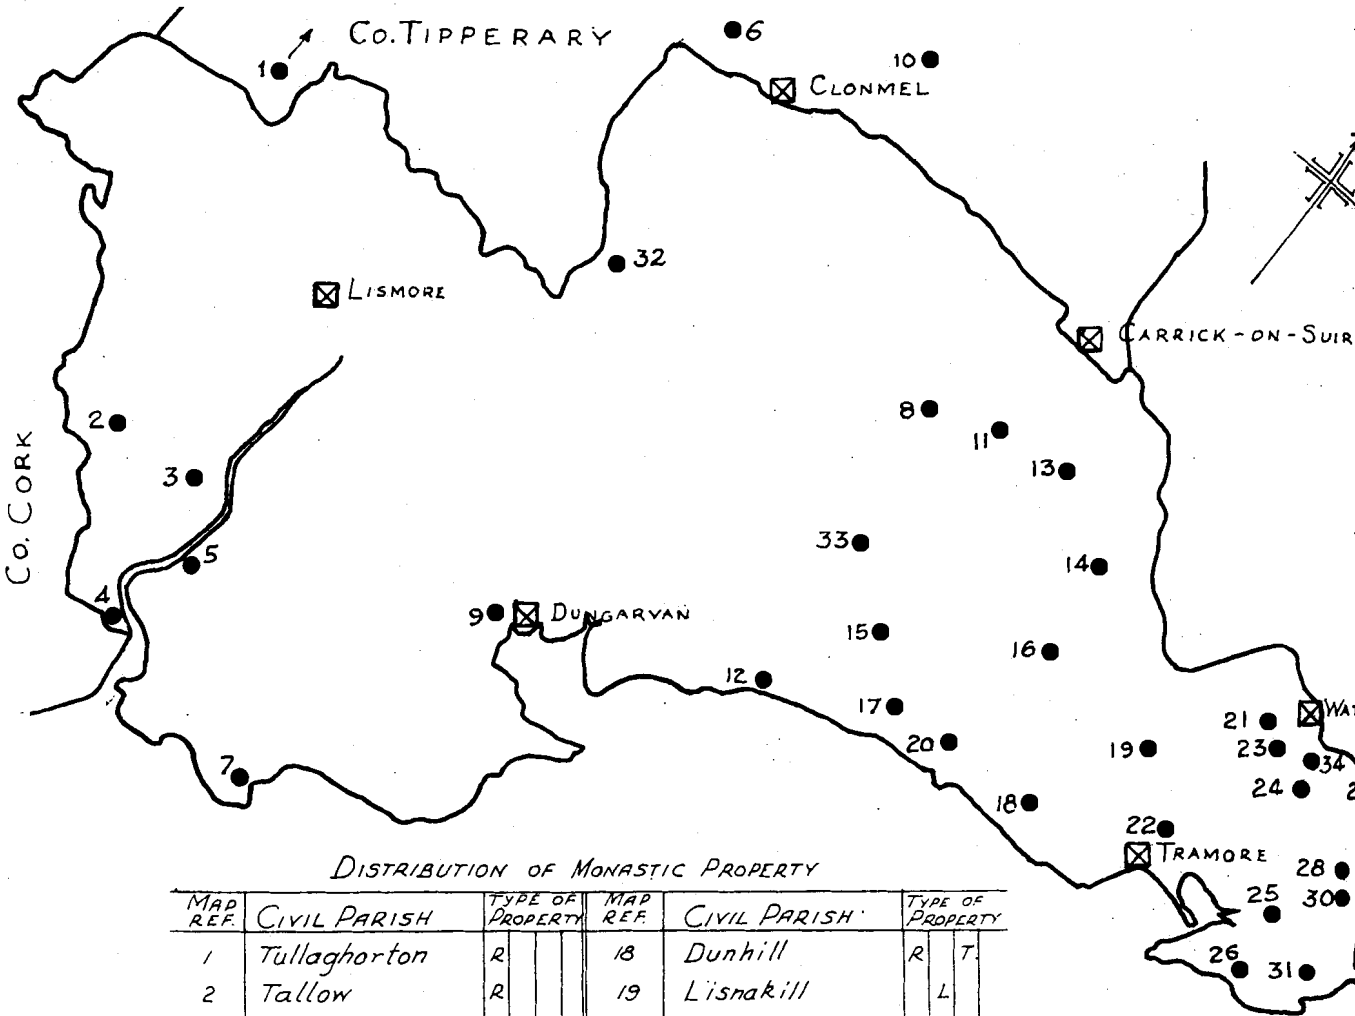 Co. TIPPERARY
6
1
10
CLONMEL
32
LISMORE
CARRICK-ON-SUIR
8
2
11
Co. CORK
13
3
33
5
14
4
9
DUNGARVAN
15
16
12
17
21
WAT
20
19
23
34
7
24
2
18
22
TRAMORE
28
30
25
26
31
DISTRIBUTION OF MONASTIC PROPERTY
MAP REF. CIVIL PARISH TYPE OF PROPERTY MAP REF. CIVIL PARISH TYPE OF PROPERTY
1 Tullaghorton R 18 Dunhill R T.
2 Tallow R 19 Lisnakill L